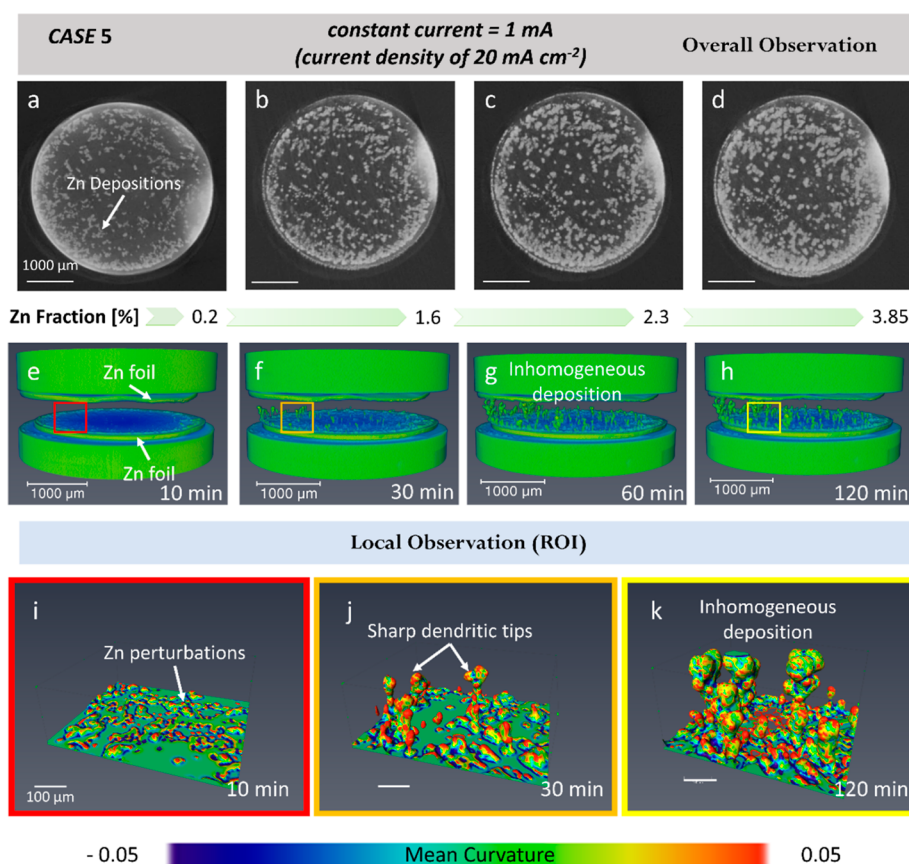 CASE 5
constant current = 1 mA
(current density of 20 mA cm⁻²)
Overall Observation
a
b
c
d
Zn Depositions
1000 µm
Zn Fraction [%]
0.2
1.6
2.3
3.85
e
f
g
h
Zn foil
Inhomogeneous
deposition
Zn foil
1000 µm
10 min
1000 µm
30 min
1000 µm
60 min
1000 µm
120 min
Local Observation (ROI)
i
j
k
Zn perturbations
Sharp dendritic tips
Inhomogeneous
deposition
100 µm
10 min
30 min
120 min
- 0.05
Mean Curvature
0.05